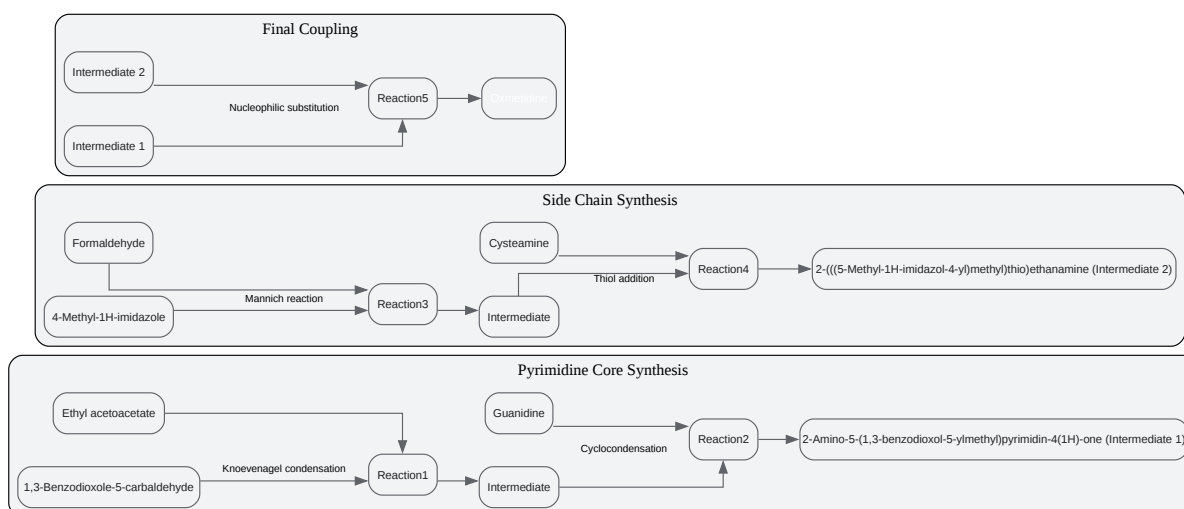 Final Coupling
Intermediate 2
Reaction5
Oxmetidine
Nucleophilic substitution
Intermediate 1
Side Chain Synthesis
Formaldehyde
Cysteamine
Reaction4
2-(((5-Methyl-1H-imidazol-4-yl)methyl)thio)ethanamine (Intermediate 2)
Thiol addition
Mannich reaction
Reaction3
4-Methyl-1H-imidazole
Intermediate
Pyrimidine Core Synthesis
Ethyl acetoacetate
Guanidine
Reaction2
2-Amino-5-(1,3-benzodioxol-5-ylmethyl)pyrimidin-4(1H)-one (Intermediate 1)
Cyclocondensation
Knoevenagel condensation
Reaction1
1,3-Benzodioxole-5-carbaldehyde
Intermediate